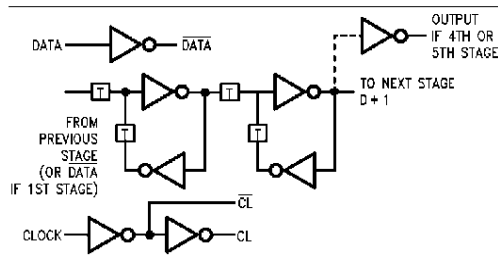 OUTPUT
IF 4TH OR
5TH STAGE
DATA
DATA
T
T
TO NEXT STAGE
D+1
FROM
PREVIOUS
STAGE
(OR DATA
IF 1ST STAGE)
T
T
CL
CLOCK
CL